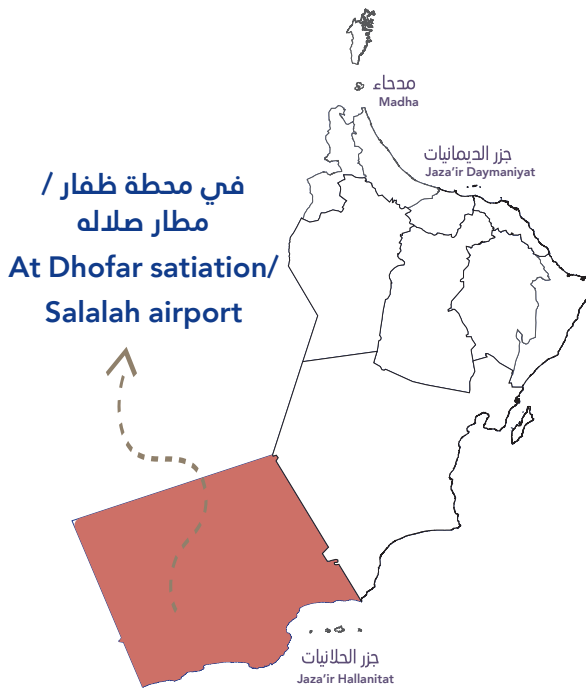 مدحاء
Madha
جزر الديمانيات
Jaza'ir Daymaniyat
في محطة ظفار /
مطار صلاله
At Dhofar satiation/
Salalah airport
جزر الحلانيات
Jaza'ir Hallanitat